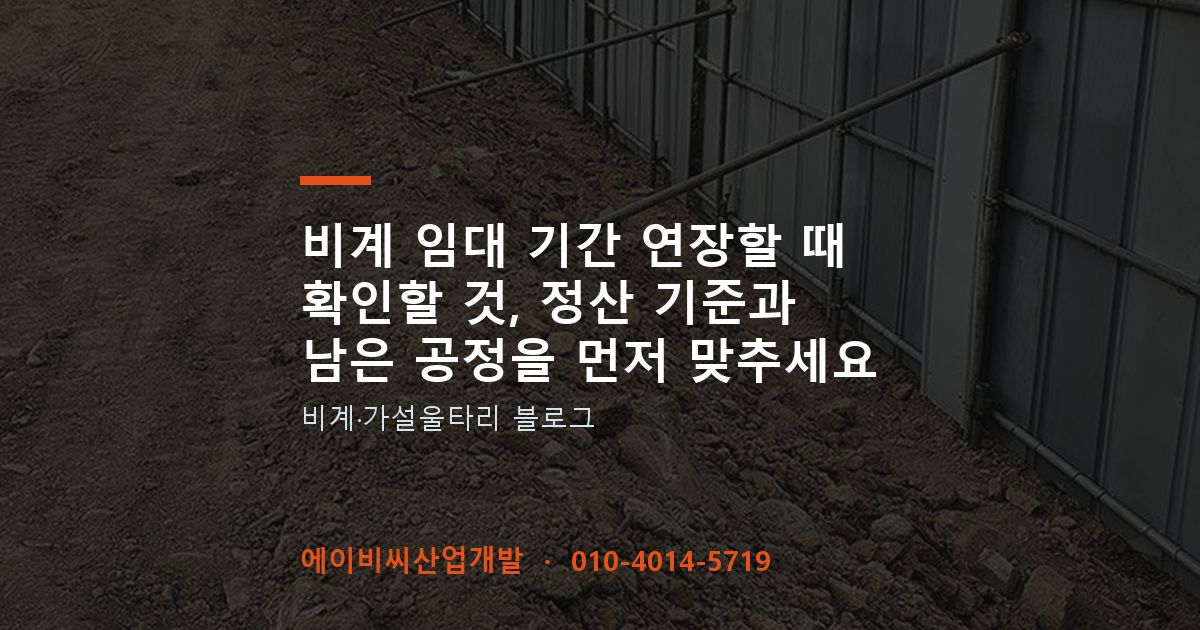 비계 임대 기간 연장할 때
확인할 것, 정산 기준과
남은 공정을 먼저 맞추세요
비계·가설울타리 블로그
에이비씨산업개발 · 010-4014-5719